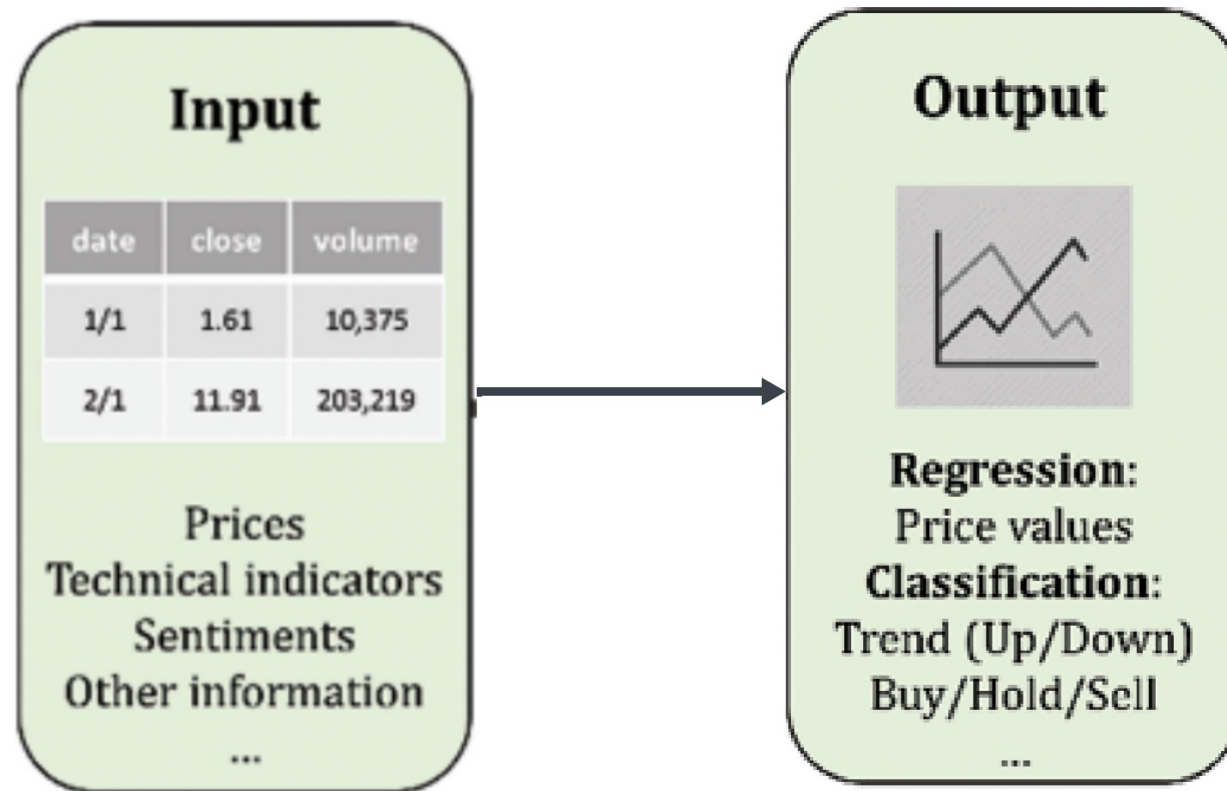 Input
date close volume
1/1 1.61 10,375
2/1 11.91 203,219
Prices
Technical indicators
Sentiments
Other information
...
Output
Regression:
Price values
Classification:
Trend (Up/Down)
Buy/Hold/Sell
...